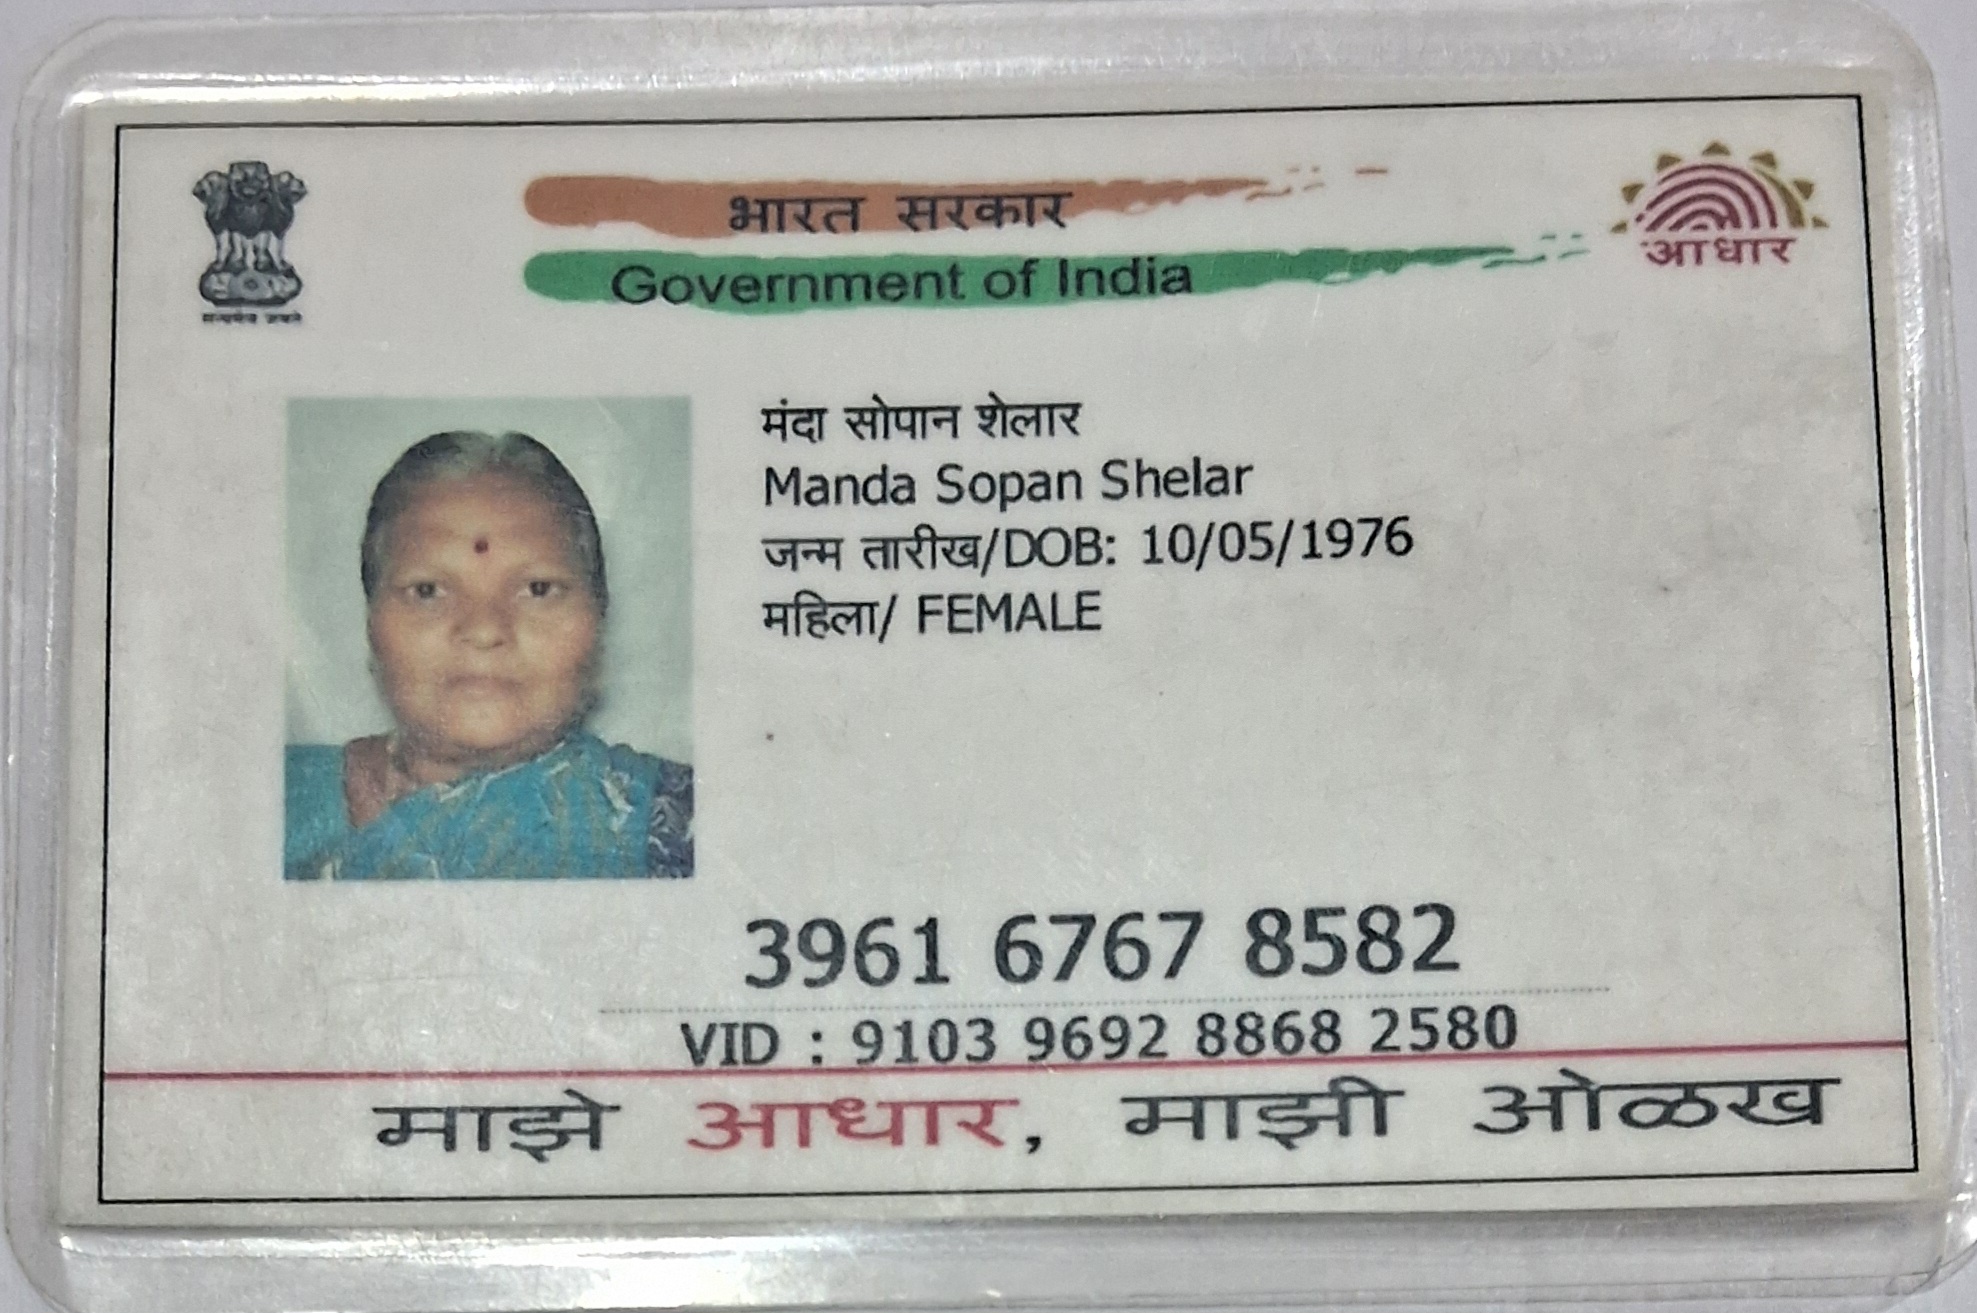 भारत सरकार
Government of India
आधार
सत्यमेव जयते
मंदा सोपान शेलार
Manda Sopan Shelar
जन्म तारीख/DOB: 10/05/1976
महिला/ FEMALE
3961 6767 8582
VID : 9103 9692 8868 2580
माझे आधार, माझी ओळख